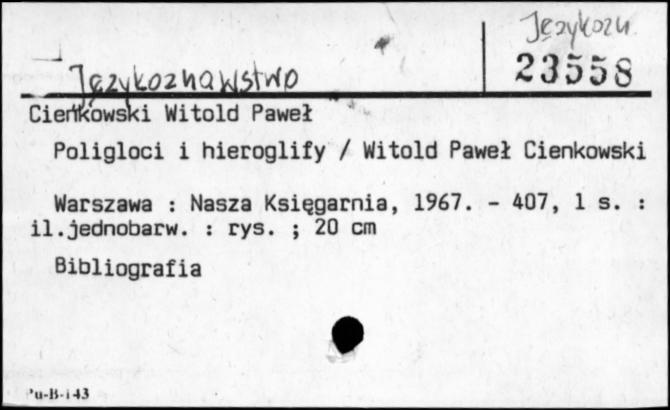 Językozn.
23558
Językoznawstwo
Cieńkowski Witold Paweł
Poligloci i hieroglify / Witold Paweł Cienkowski
Warszawa : Nasza Księgarnia, 1967. - 407, 1 s. :
il.jednobarw. : rys. ; 20 cm
Bibliografia
Pu-B-143